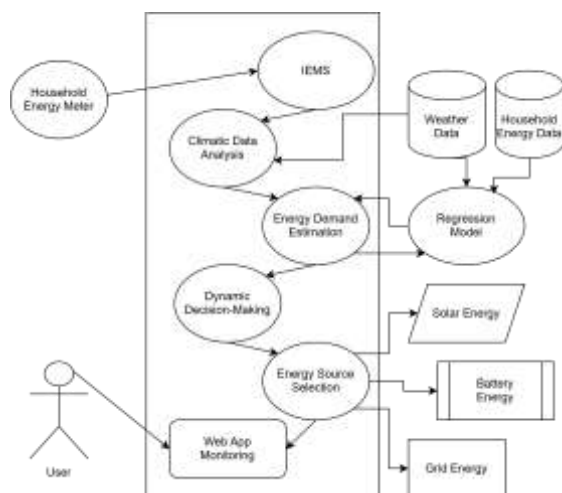 IEMS
Household
Energy Meter
Weather
Data
Household
Energy Data
Climatic Data
Analysis
Energy Demand
Estimation
Regression
Model
Dynamic
Decision-Making
Solar Energy
Energy Source
Selection
Battery
Energy
Web App
Monitoring
Grid Energy
User